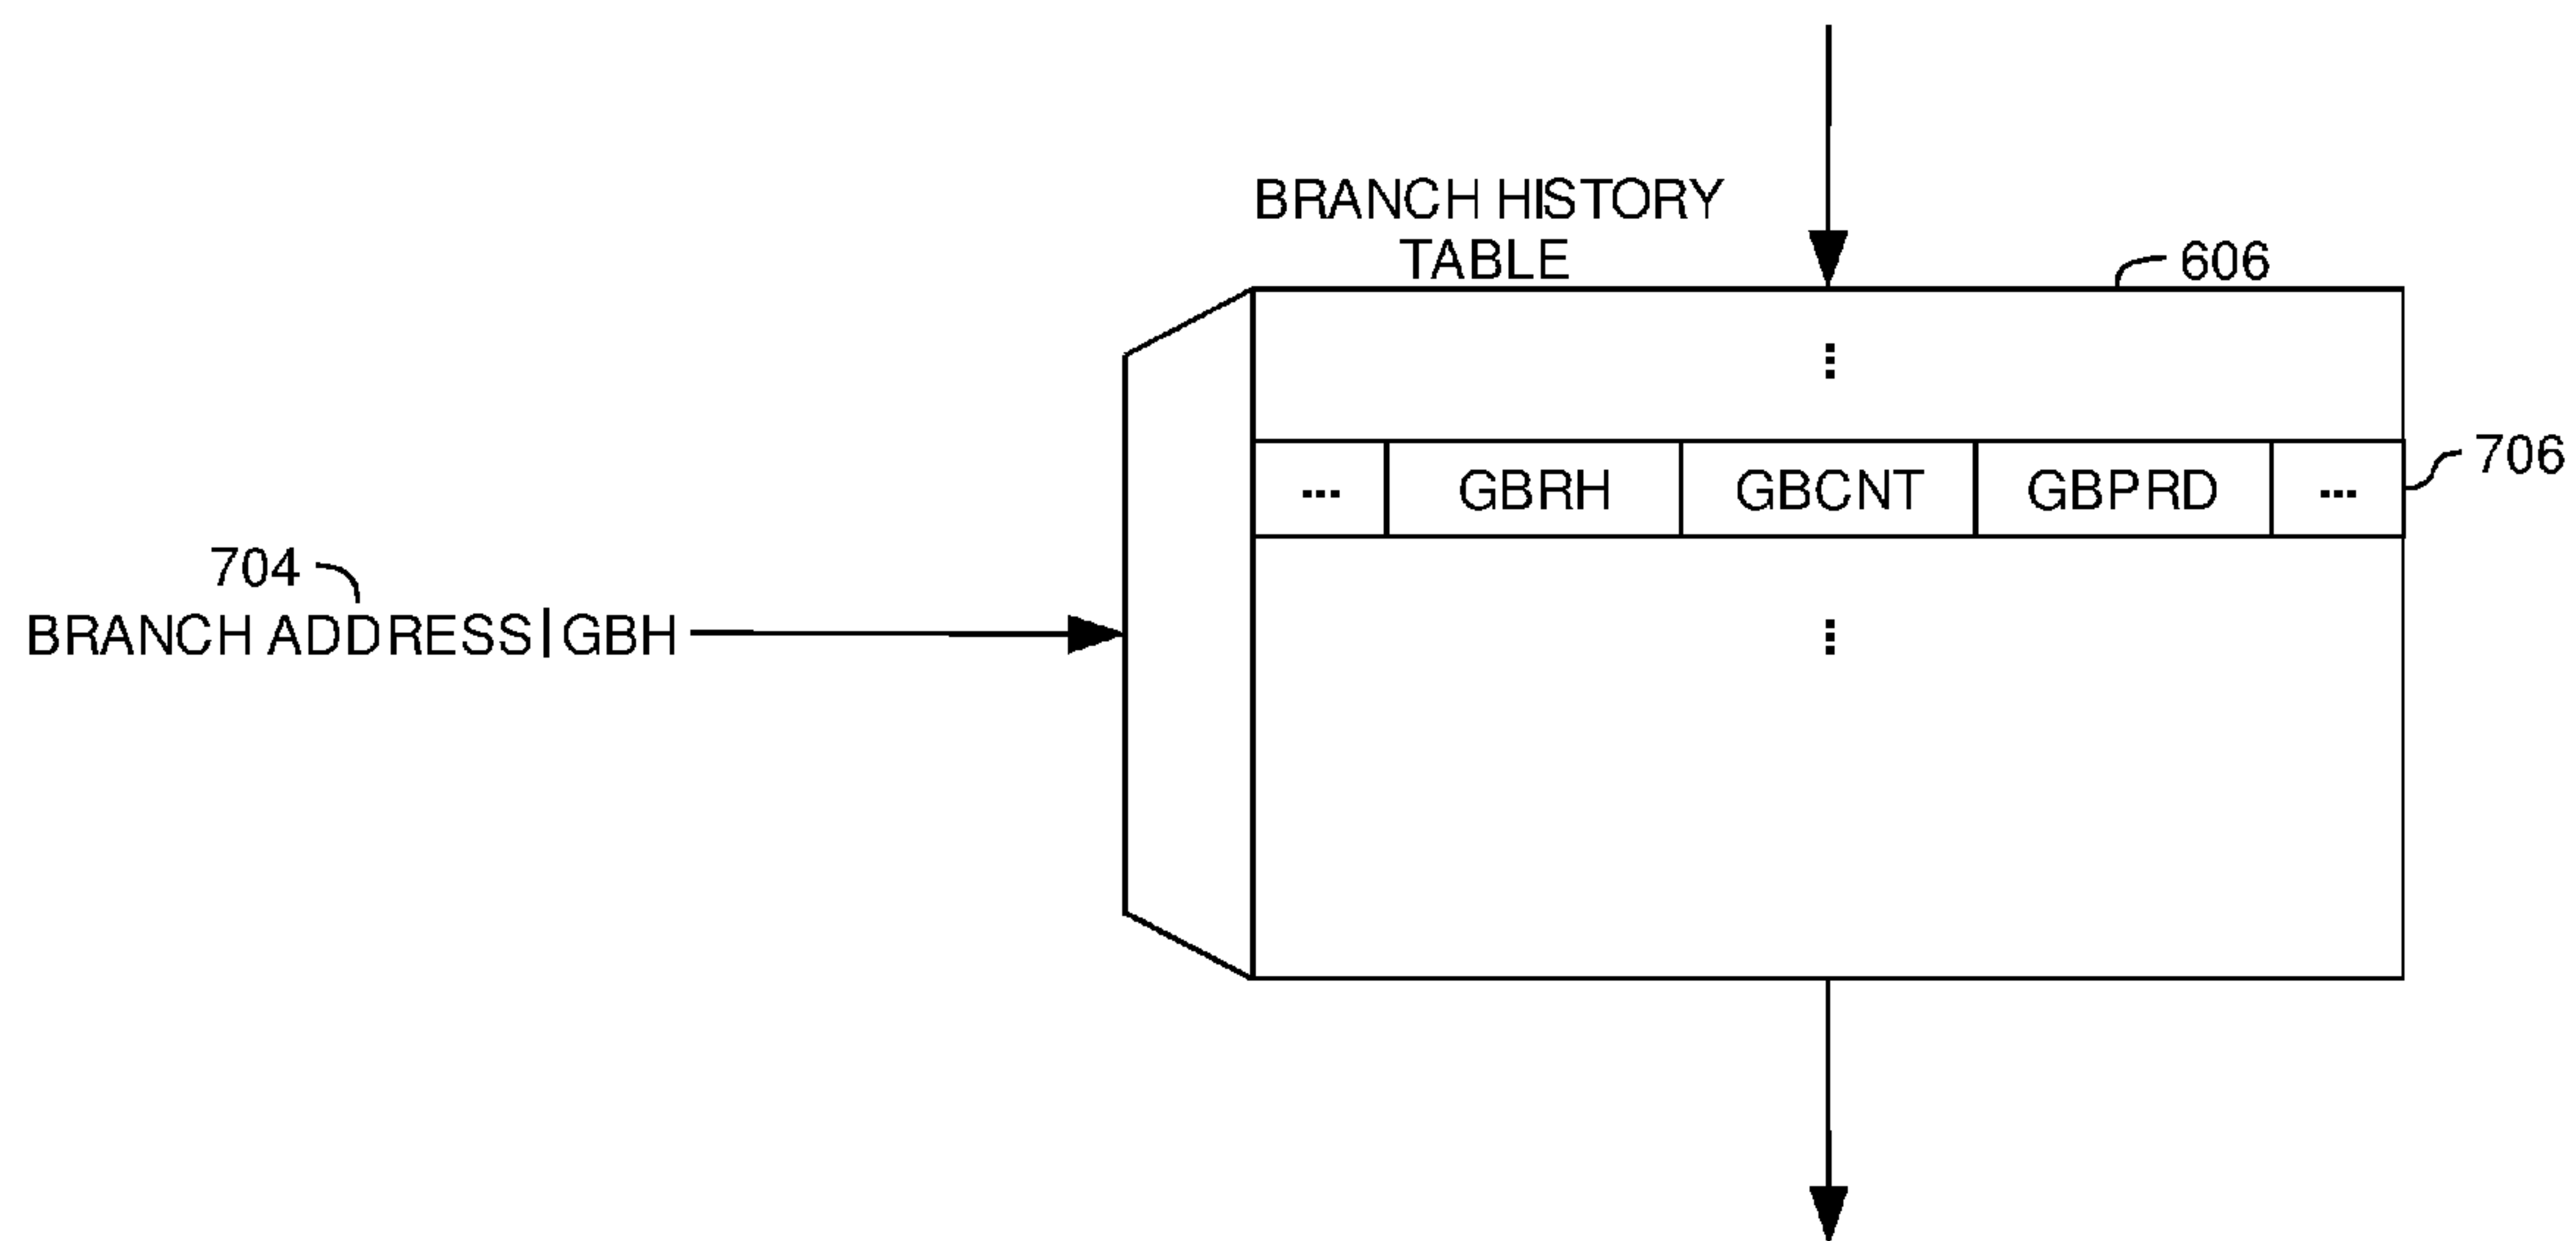 BRANCH HISTORY
TABLE
606
... GBRH GBCNT GBPRD ...
706
⋮
⋮
704
BRANCH ADDRESS|GBH